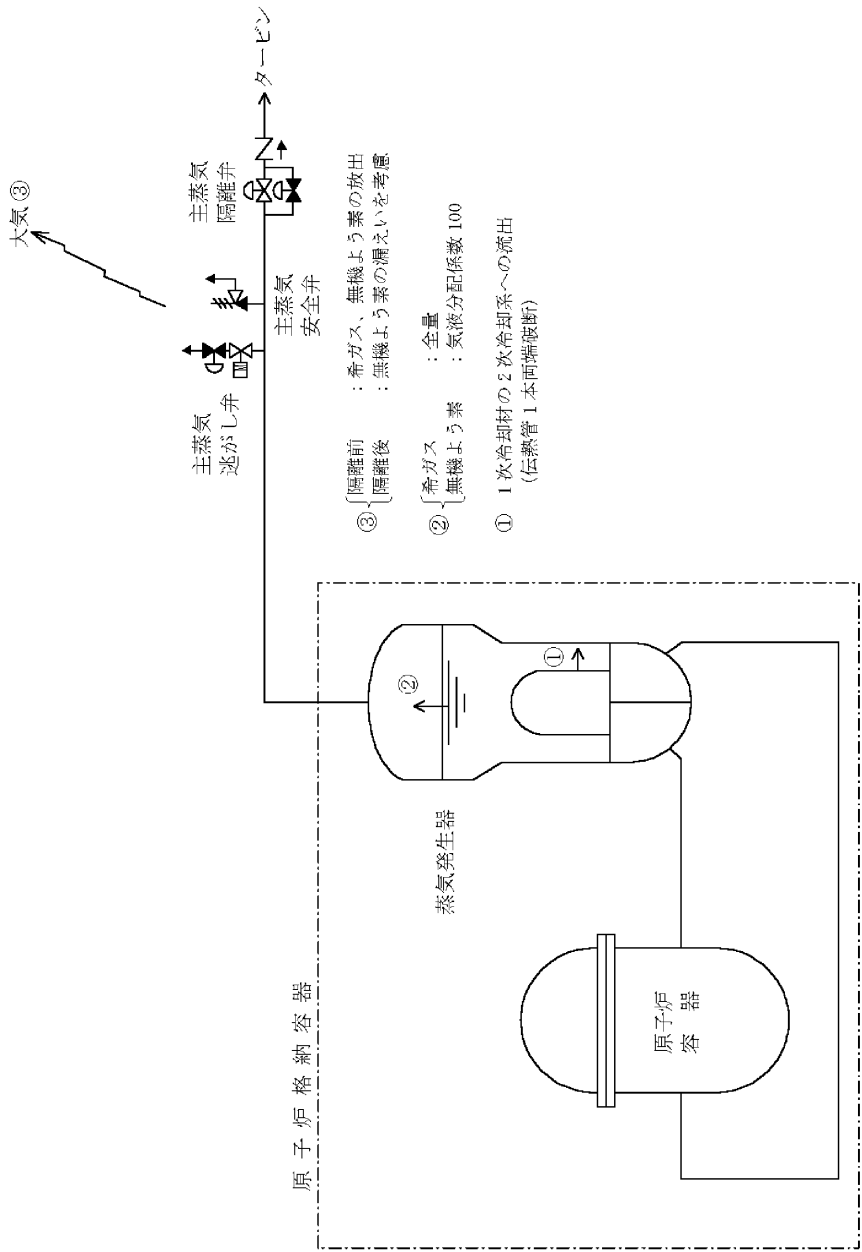 大気③
主蒸気
逃がし弁
M
主蒸気
安全弁
主蒸気
隔離弁
タービン
③ 隔離前 : 希ガス、無機よう素の放出
隔離後 : 無機よう素の漏えいを考慮
② 希ガス : 全量
無機よう素 : 気液分配係数 100
① 1次冷却材の2次冷却系への流出
(伝熱管1本両端破断)
原子炉格納容器
蒸気発生器
②
①
原子炉
容 器